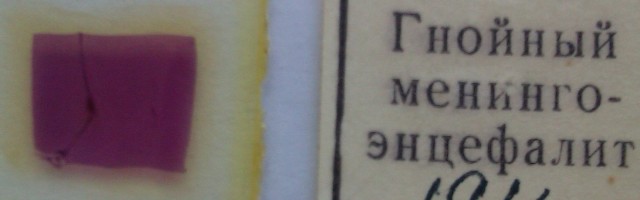 Гнойный
менинго-
энцефалит